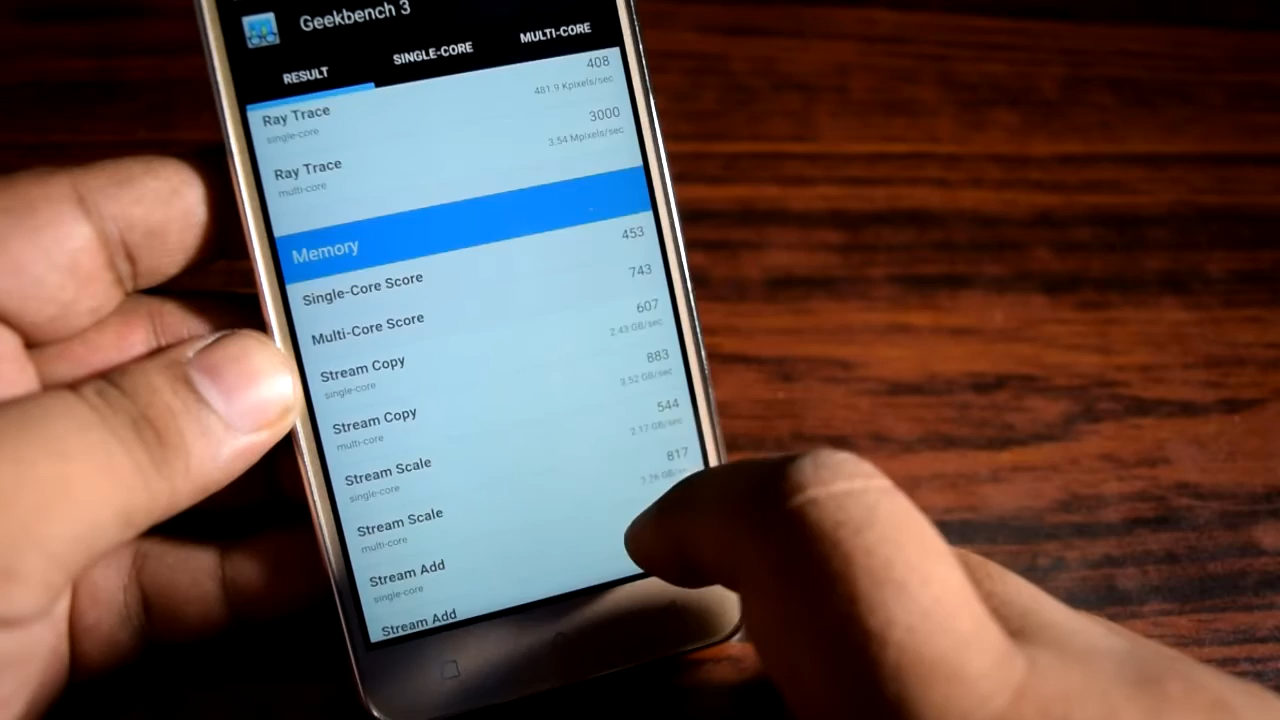 Geekbench 3
RESULT SINGLE-CORE MULTI-CORE
408
Ray Trace 481.9 Kpixels/sec
single-core
3000
Ray Trace 3.54 Mpixels/sec
multi-core
Memory
Single-Core Score 453
Multi-Core Score 743
Stream Copy 607
single-core 2.43 GB/sec
Stream Copy 883
multi-core 3.52 GB/sec
Stream Scale 544
single-core 2.17 GB/sec
Stream Scale 817
multi-core
Stream Add
single-core
Stream Add